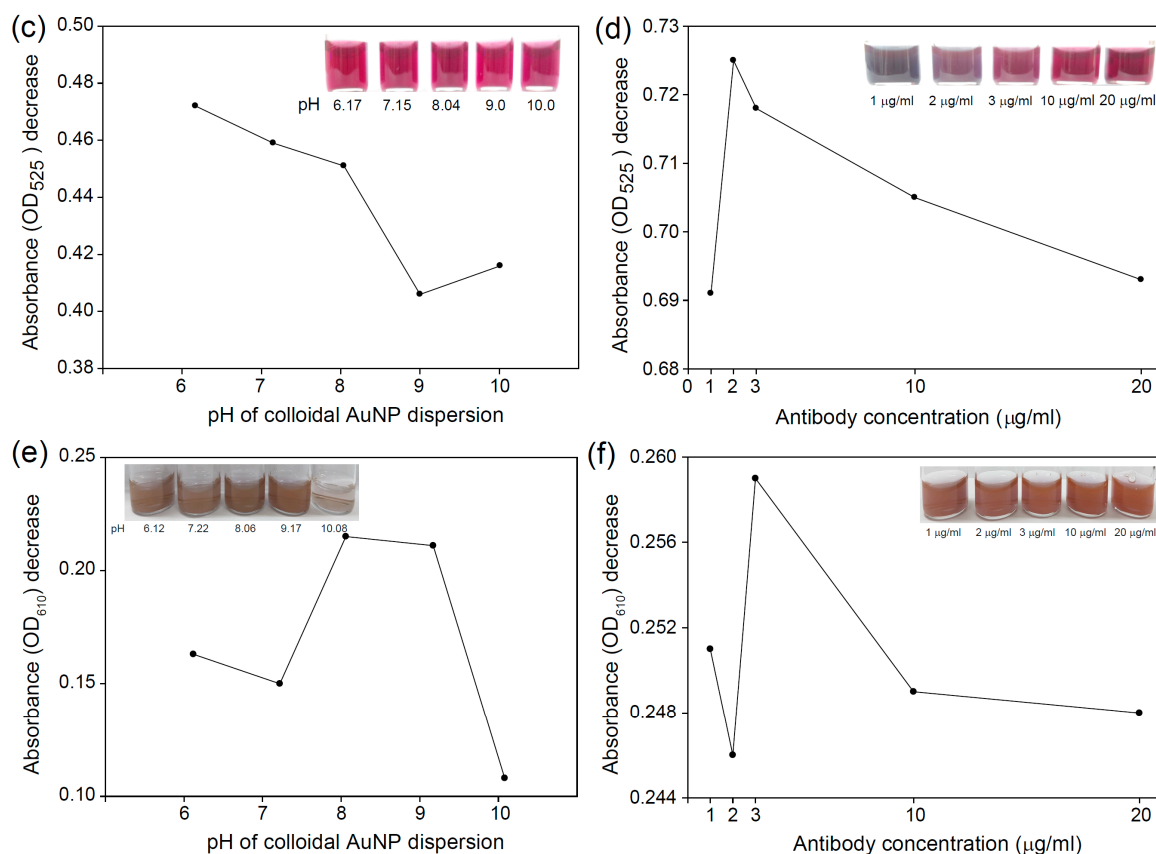 (c)
0.50
0.48
0.46
0.44
0.42
0.40
0.38
Absorbance (OD525) decrease
pH 6.17 7.15 8.04 9.0 10.0
6 7 8 9 10
pH of colloidal AuNP dispersion
(d)
0.73
0.72
0.71
0.70
0.69
0.68
Absorbance (OD525) decrease
1 μg/ml 2 μg/ml 3 μg/ml 10 μg/ml 20 μg/ml
0 1 2 3 10 20
Antibody concentration (μg/ml)
(e)
0.25
0.20
0.15
0.10
Absorbance (OD610) decrease
pH 6.12 7.22 8.06 9.17 10.08
6 7 8 9 10
pH of colloidal AuNP dispersion
(f)
0.260
0.256
0.252
0.248
0.244
Absorbance (OD610) decrease
1 μg/ml 2 μg/ml 3 μg/ml 10 μg/ml 20 μg/ml
1 2 3 10 20
Antibody concentration (μg/ml)